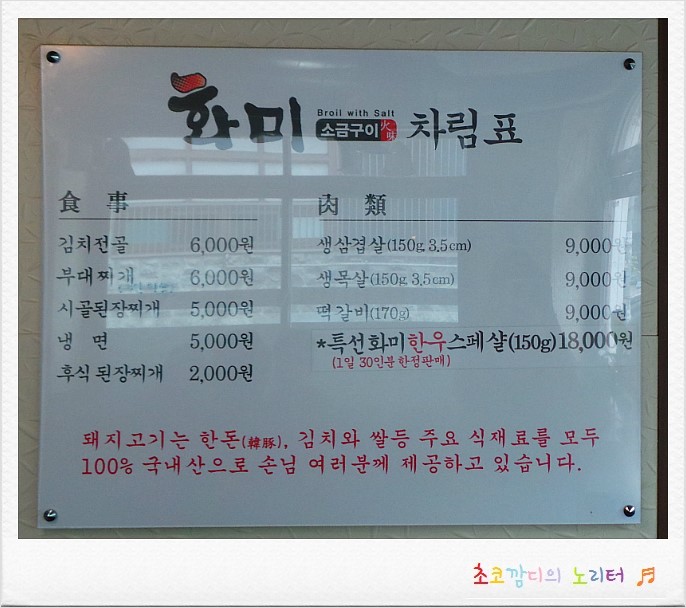 화미 Broil with Salt 소금구이 火味 차림표
食 事
김치전골 6,000원
부대찌개 6,000원
시골된장찌개 5,000원
냉 면 5,000원
후식 된장찌개 2,000원
肉 類
생삼겹살(150g, 3.5cm) 9,000원
생목살(150g, 3.5cm) 9,000원
떡갈비(170g) 9,000원
*특선화미한우스페샬(150g) 18,000원
(1일 30인분한정판매)
돼지고기는 한돈(韓豚), 김치와 쌀등 주요 식재료를 모두
100% 국내산으로 손님 여러분께 제공하고 있습니다.
초코깜디의 노리터